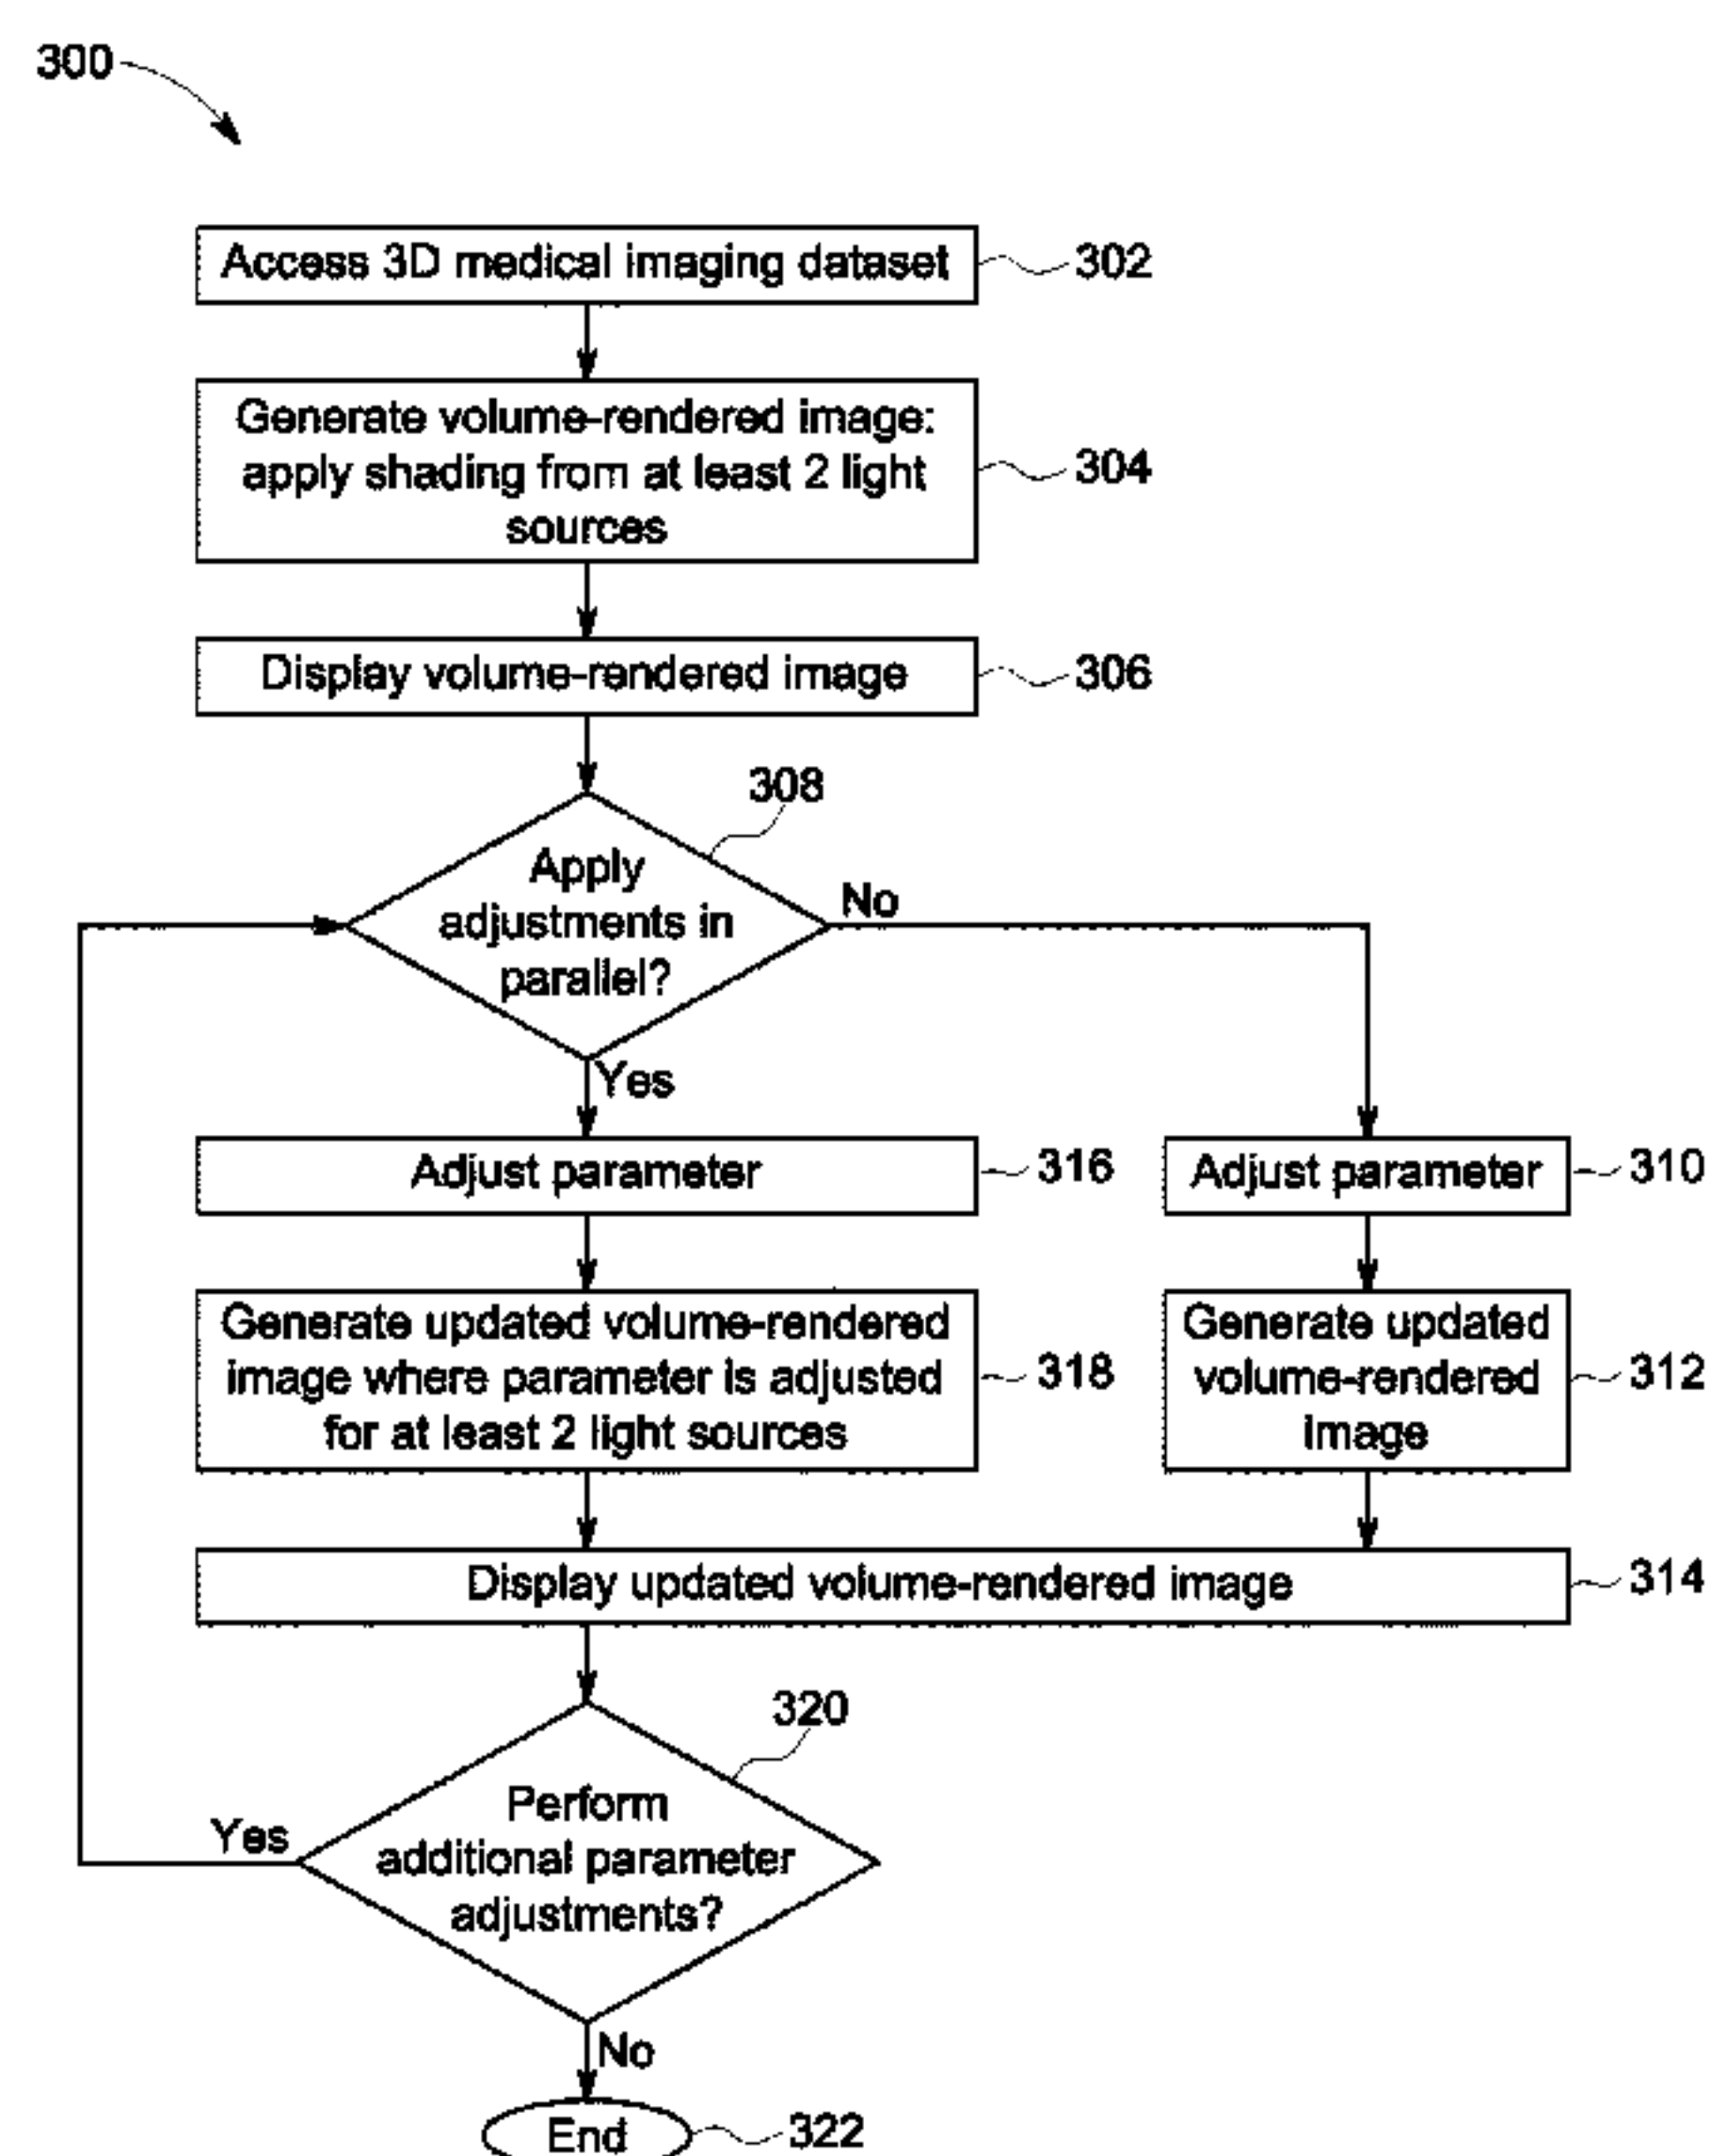 300
Access 3D medical imaging dataset
302
Generate volume-rendered image:
apply shading from at least 2 light
sources
304
Display volume-rendered image
306
308
Apply
adjustments in
parallel?
No
Yes
Adjust parameter
316
Adjust parameter
310
Generate updated volume-rendered
image where parameter is adjusted
for at least 2 light sources
318
Generate updated
volume-rendered
image
312
Display updated volume-rendered image
314
320
Perform
additional parameter
adjustments?
Yes
No
End
322